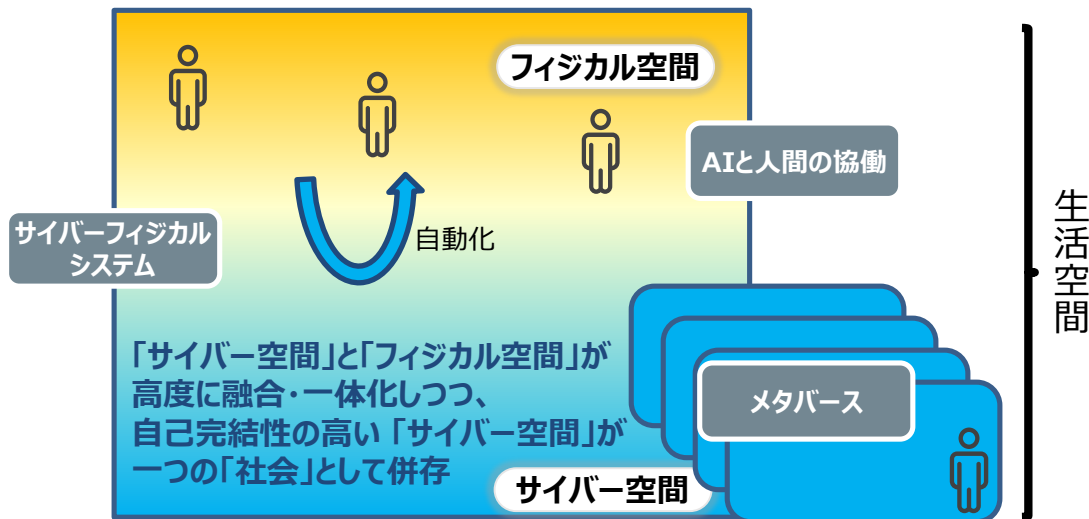 フィジカル空間
AIと人間の協働
サイバーフィジカル
システム
自動化
生活空間
「サイバー空間」と「フィジカル空間」が
高度に融合・一体化しつつ、
自己完結性の高い「サイバー空間」が
一つの「社会」として併存
メタバース
サイバー空間